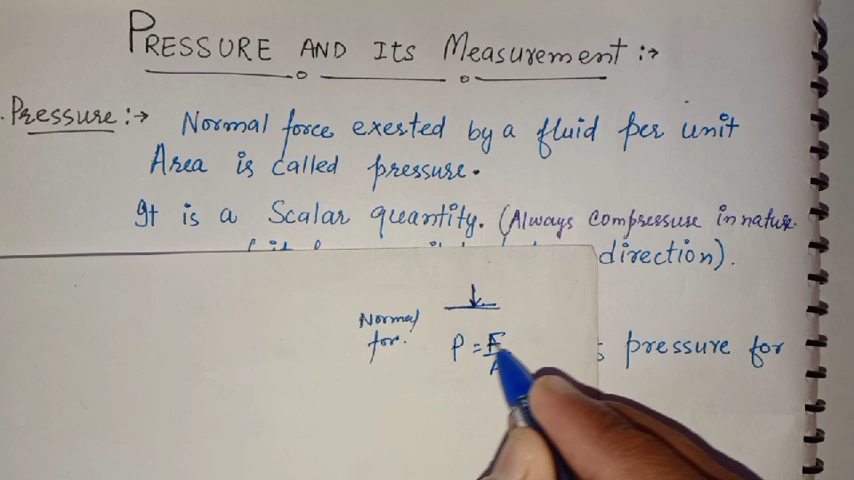 PRESSURE AND ITs Measurement :→
Pressure :→ Normal force exested by a fluid per unit
Area is called pressure.
It is a Scalar quantity. (Always compressure in nature.
direction).
Normal
for.
P = F
A
pressure for